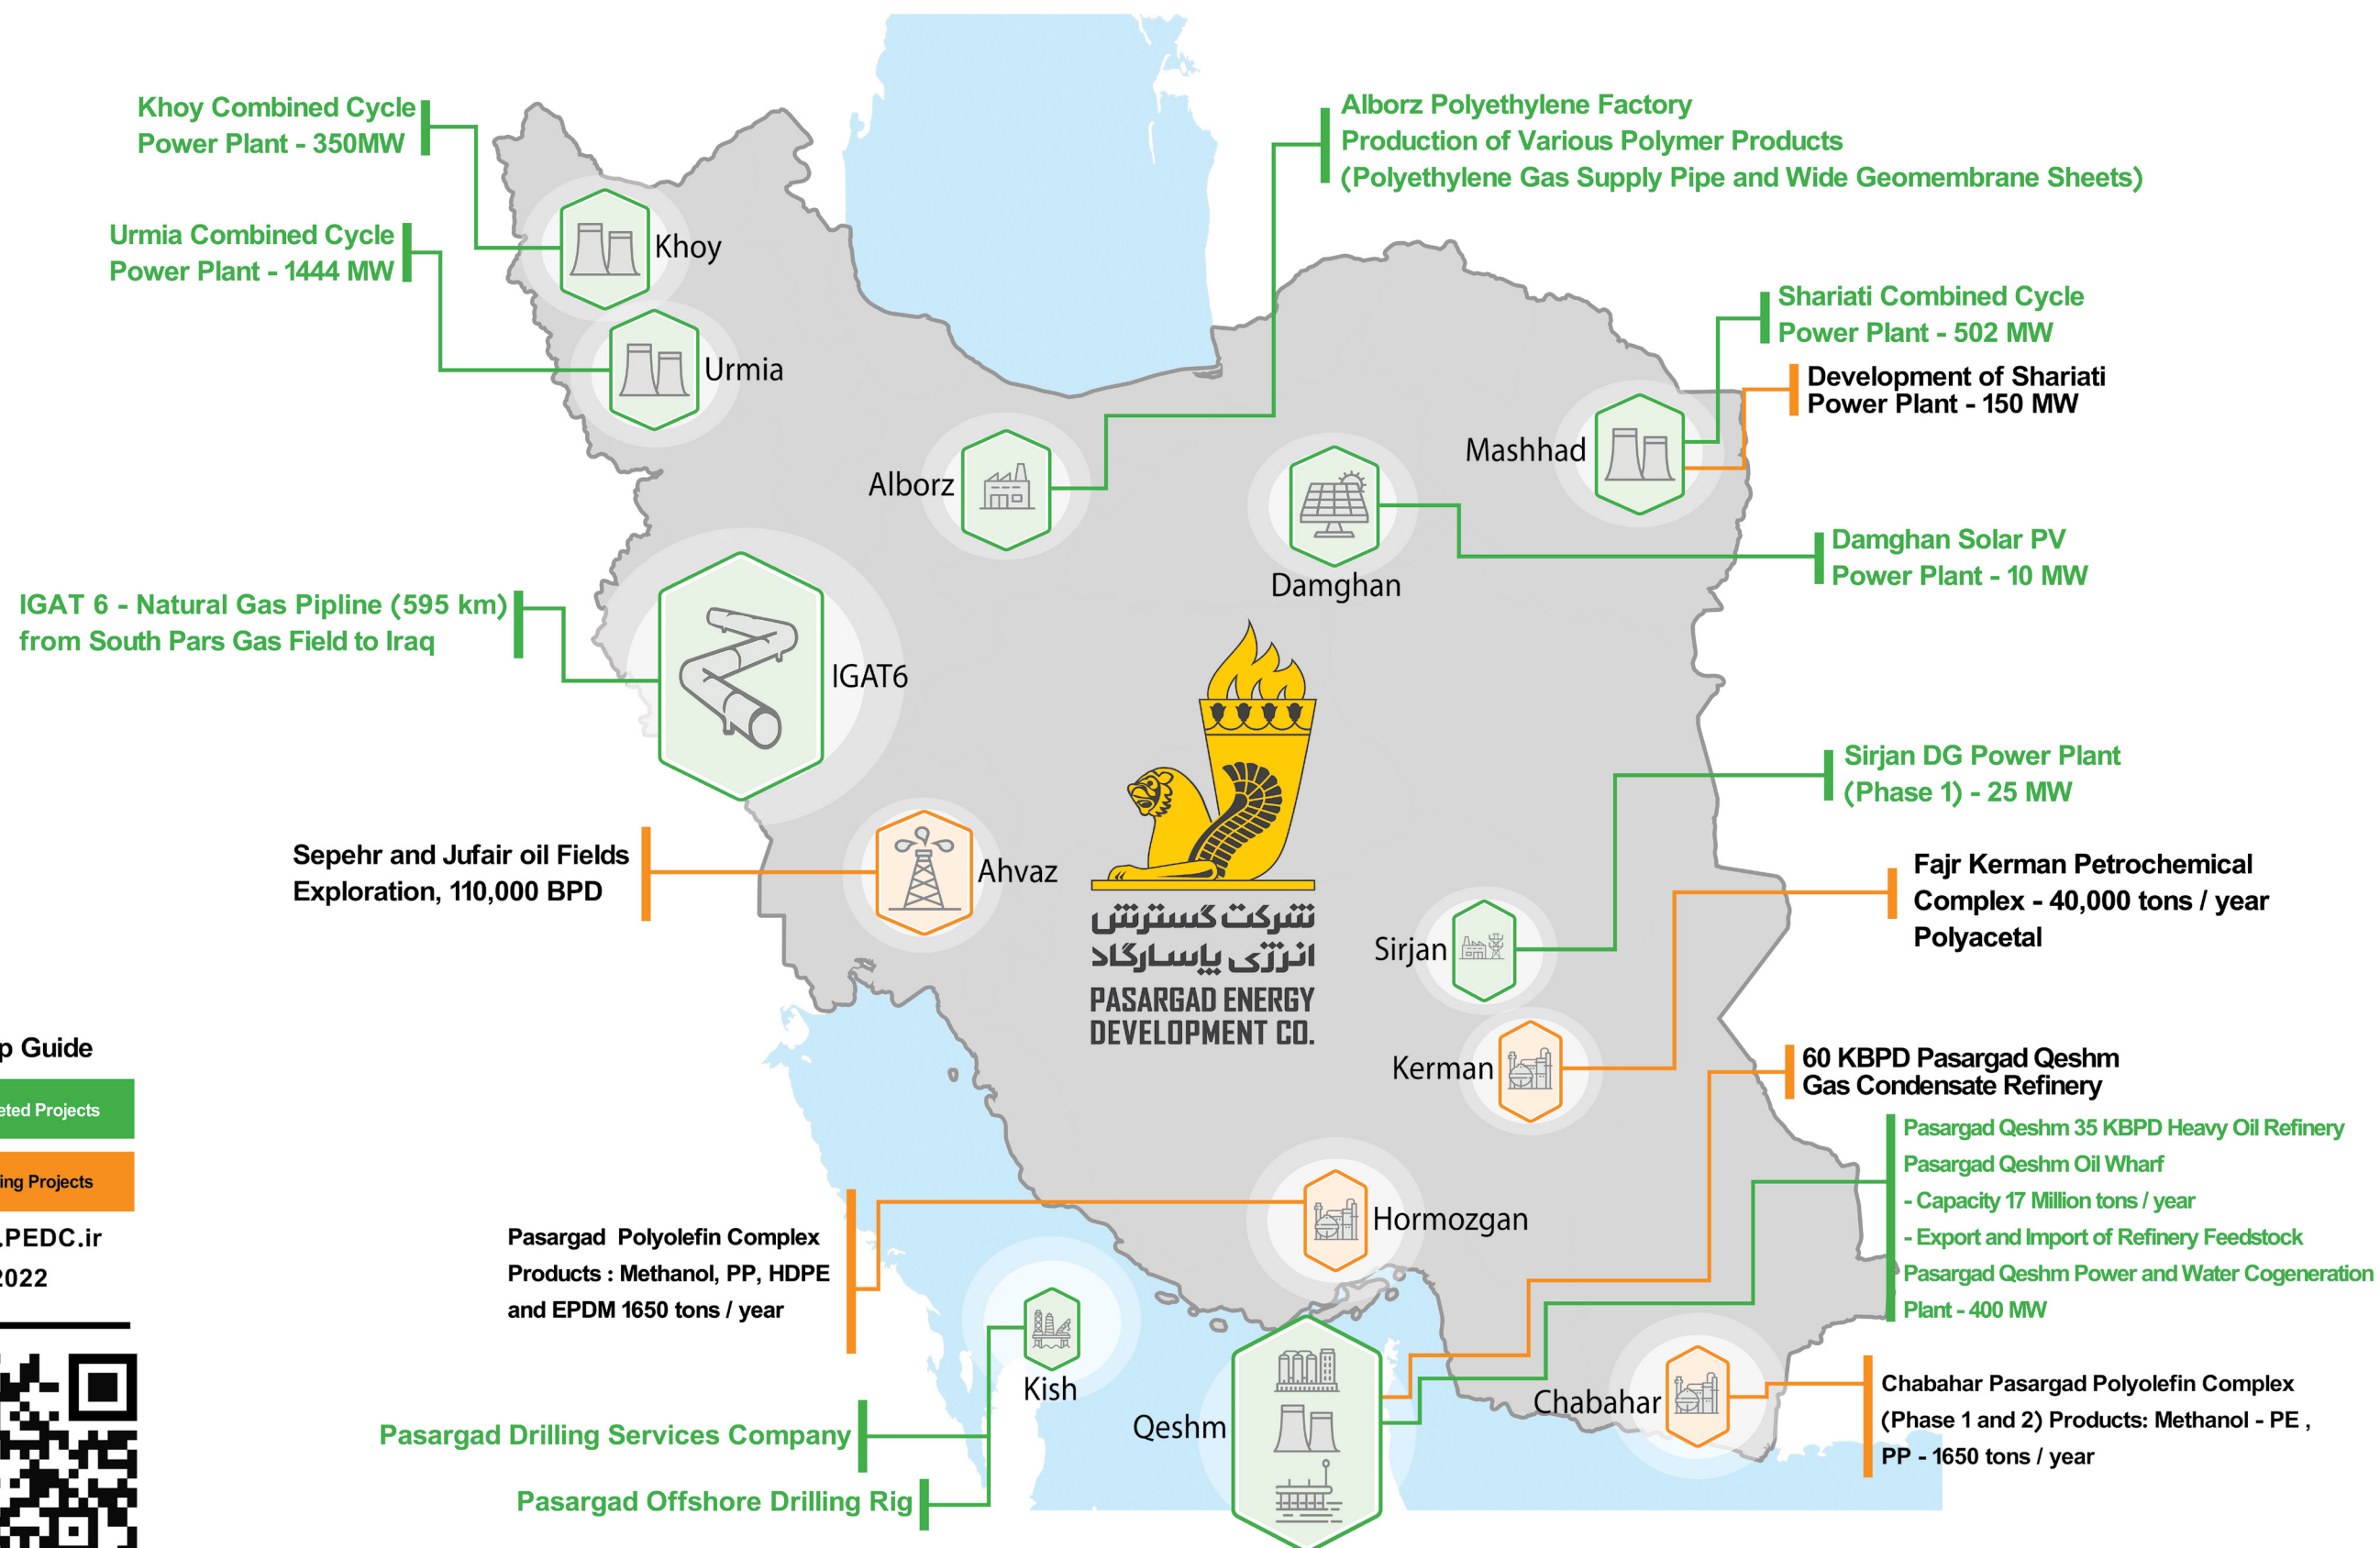 Khoy Combined Cycle
Power Plant - 350MW
Urmia Combined Cycle
Power Plant - 1444 MW
IGAT 6 - Natural Gas Pipline (595 km)
from South Pars Gas Field to Iraq
Sepehr and Jufair oil Fields
Exploration, 110,000 BPD
Alborz Polyethylene Factory
Production of Various Polymer Products
(Polyethylene Gas Supply Pipe and Wide Geomembrane Sheets)
Shariati Combined Cycle
Power Plant - 502 MW
Development of Shariati
Power Plant - 150 MW
Damghan Solar PV
Power Plant - 10 MW
Sirjan DG Power Plant
(Phase 1) - 25 MW
Fajr Kerman Petrochemical
Complex - 40,000 tons / year
Polyacetal
60 KBPD Pasargad Qeshm
Gas Condensate Refinery
Pasargad Qeshm 35 KBPD Heavy Oil Refinery
Pasargad Qeshm Oil Wharf
- Capacity 17 Million tons / year
- Export and Import of Refinery Feedstock
Pasargad Qeshm Power and Water Cogeneration
Plant - 400 MW
Chabahar Pasargad Polyolefin Complex
(Phase 1 and 2) Products: Methanol - PE ,
PP - 1650 tons / year
Khoy
Urmia
Alborz
Damghan
Mashhad
IGAT6
Ahvaz
شرکت گسترش
انرژی پاسارگاد
PASARGAD ENERGY
DEVELOPMENT CO.
Sirjan
Kerman
Hormozgan
Kish
Qeshm
Chabahar
Pasargad Polyolefin Complex
Products : Methanol, PP, HDPE
and EPDM 1650 tons / year
Pasargad Drilling Services Company
Pasargad Offshore Drilling Rig
p Guide
eted Projects
ing Projects
.PEDC.ir
2022